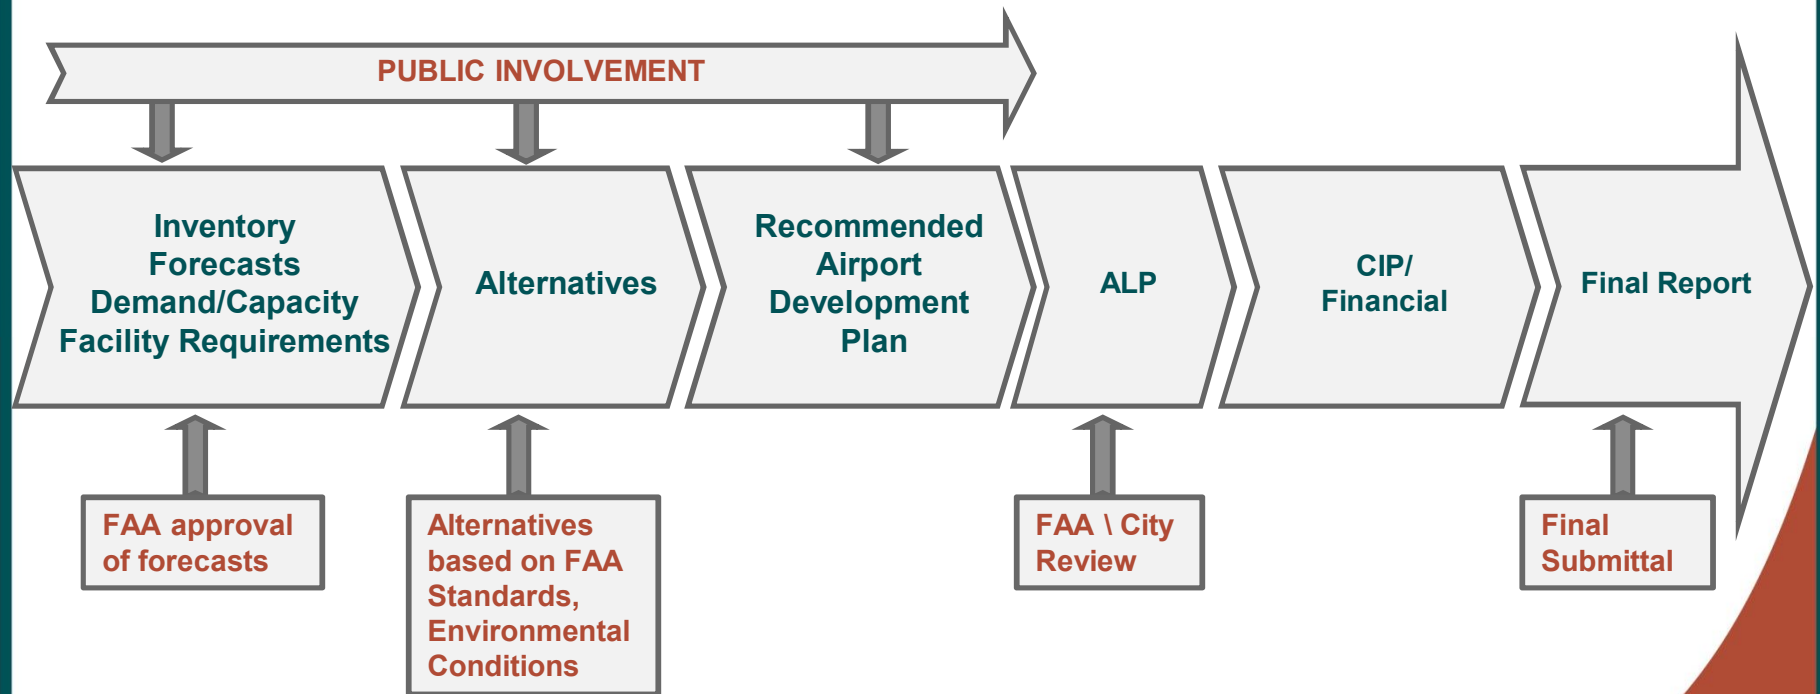 PUBLIC INVOLVEMENT
Inventory
Forecasts
Demand/Capacity
Facility Requirements
Alternatives
Recommended
Airport
Development
Plan
ALP
CIP/
Financial
Final Report
FAA approval
of forecasts
Alternatives
based on FAA
Standards,
Environmental
Conditions
FAA \ City
Review
Final
Submittal